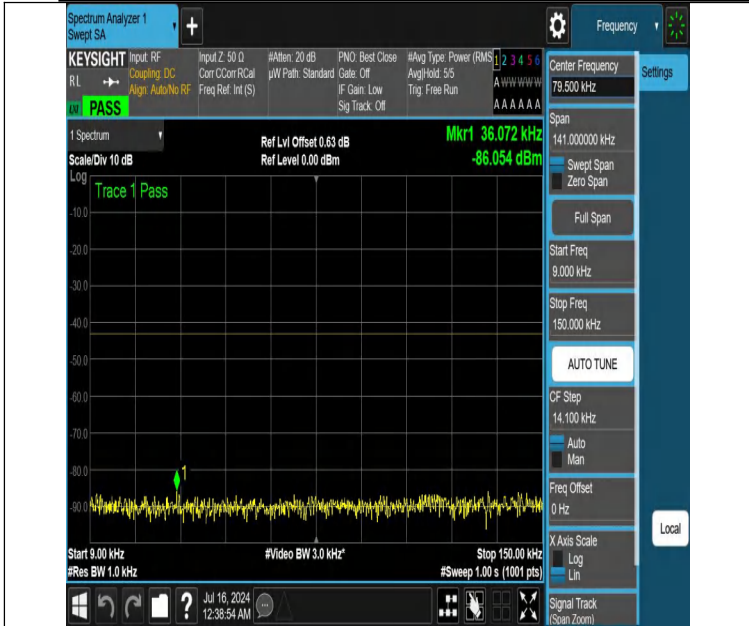 Spectrum Analyzer 1
Swept SA
+
Frequency
KEYSIGHT
RL
PASS
Input: RF
Coupling: DC
Align: Auto/No RF
Input Z: 50 Ω
Corr CCorr RCal
Freq Ref: Int (S)
#Atten: 20 dB
µW Path: Standard
PNO: Best Close
Gate: Off
IF Gain: Low
Sig Track: Off
#Avg Type: Power (RMS
Avg|Hold: 5/5
Trig: Free Run
1 2 3 4 5 6
A W W W W W
A A A A A A
Center Frequency
79.500 kHz
Settings
Span
141.000000 kHz
Swept Span
Zero Span
Full Span
Start Freq
9.000 kHz
Stop Freq
150.000 kHz
AUTO TUNE
CF Step
14.100 kHz
Auto
Man
Freq Offset
0 Hz
X Axis Scale
Log
Lin
Signal Track
(Span Zoom)
Local
1 Spectrum
Scale/Div 10 dB
Ref Lvl Offset 0.63 dB
Ref Level 0.00 dBm
Mkr1 36.072 kHz
-86.054 dBm
Log
Trace 1 Pass
-10.0
-20.0
-30.0
-40.0
-50.0
-60.0
-70.0
-80.0
-90.0
1
Start 9.00 kHz
#Res BW 1.0 kHz
#Video BW 3.0 kHz*
Stop 150.00 kHz
#Sweep 1.00 s (1001 pts)
?
Jul 16, 2024
12:38:54 AM